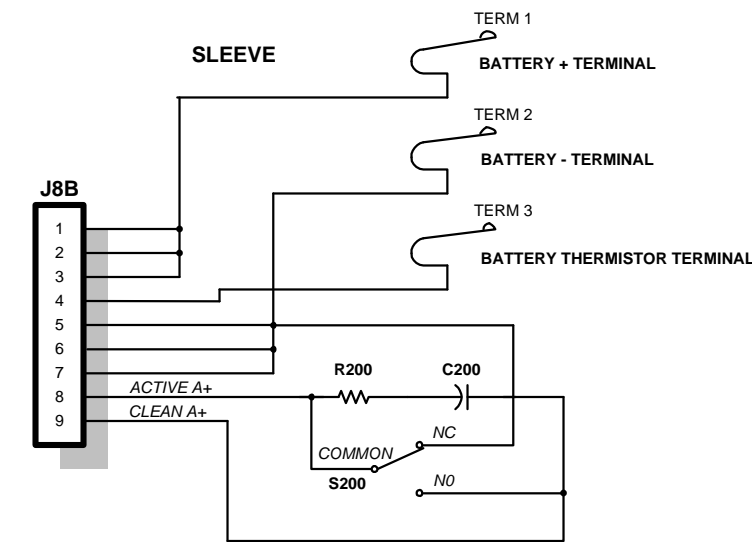 TERM 1
SLEEVE
BATTERY + TERMINAL
TERM 2
BATTERY - TERMINAL
J8B
TERM 3
1
2
BATTERY THERMISTOR TERMINAL
3
4
5
6
7
R200
C200
8
ACTIVE A+
9
CLEAN A+
NC
COMMON
S200
N0